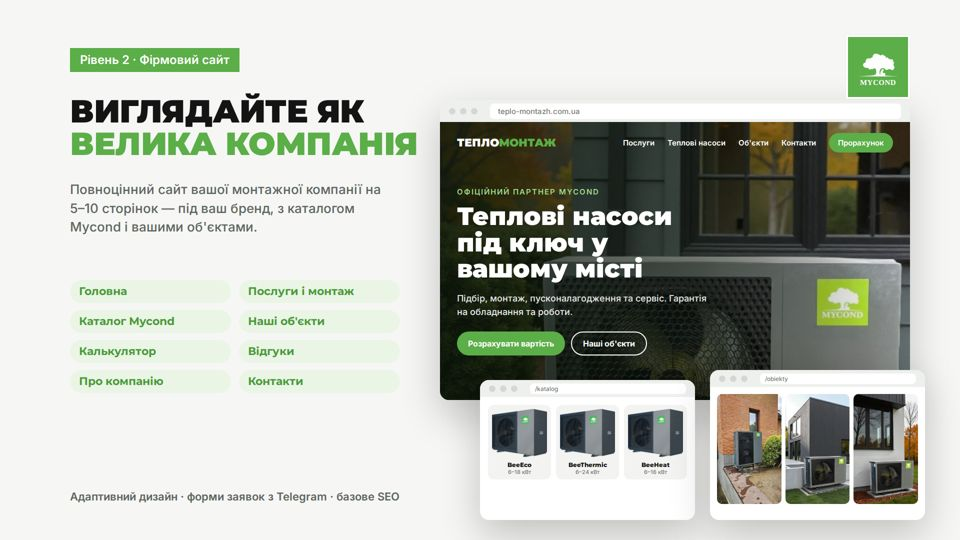 Рівень 2 · Фірмовий сайт
ВИГЛЯДАЙТЕ ЯК
ВЕЛИКА КОМПАНІЯ
Повноцінний сайт вашої монтажної компанії на
5–10 сторінок — під ваш бренд, з каталогом
Mycond і вашими об'єктами.
Головна
Послуги і монтаж
Каталог Mycond
Наші об'єкти
Калькулятор
Відгуки
Про компанію
Контакти
Адаптивний дизайн · форми заявок з Telegram · базове SEO
MYCOND
teplo-montazh.com.ua
ТЕПЛОМОНТАЖ
Послуги Теплові насоси Об'єкти Контакти Прорахунок
ОФІЦІЙНИЙ ПАРТНЕР MYCOND
Теплові насоси
під ключ у
вашому місті
Підбір, монтаж, пусконалагодження та сервіс. Гарантія
на обладнання та роботи.
Розрахувати вартість Наші об'єкти
MYCOND
/katalog
BeeEco
6–18 кВт
BeeThermic
6–24 кВт
BeeHeat
6–16 кВт
/obiekty